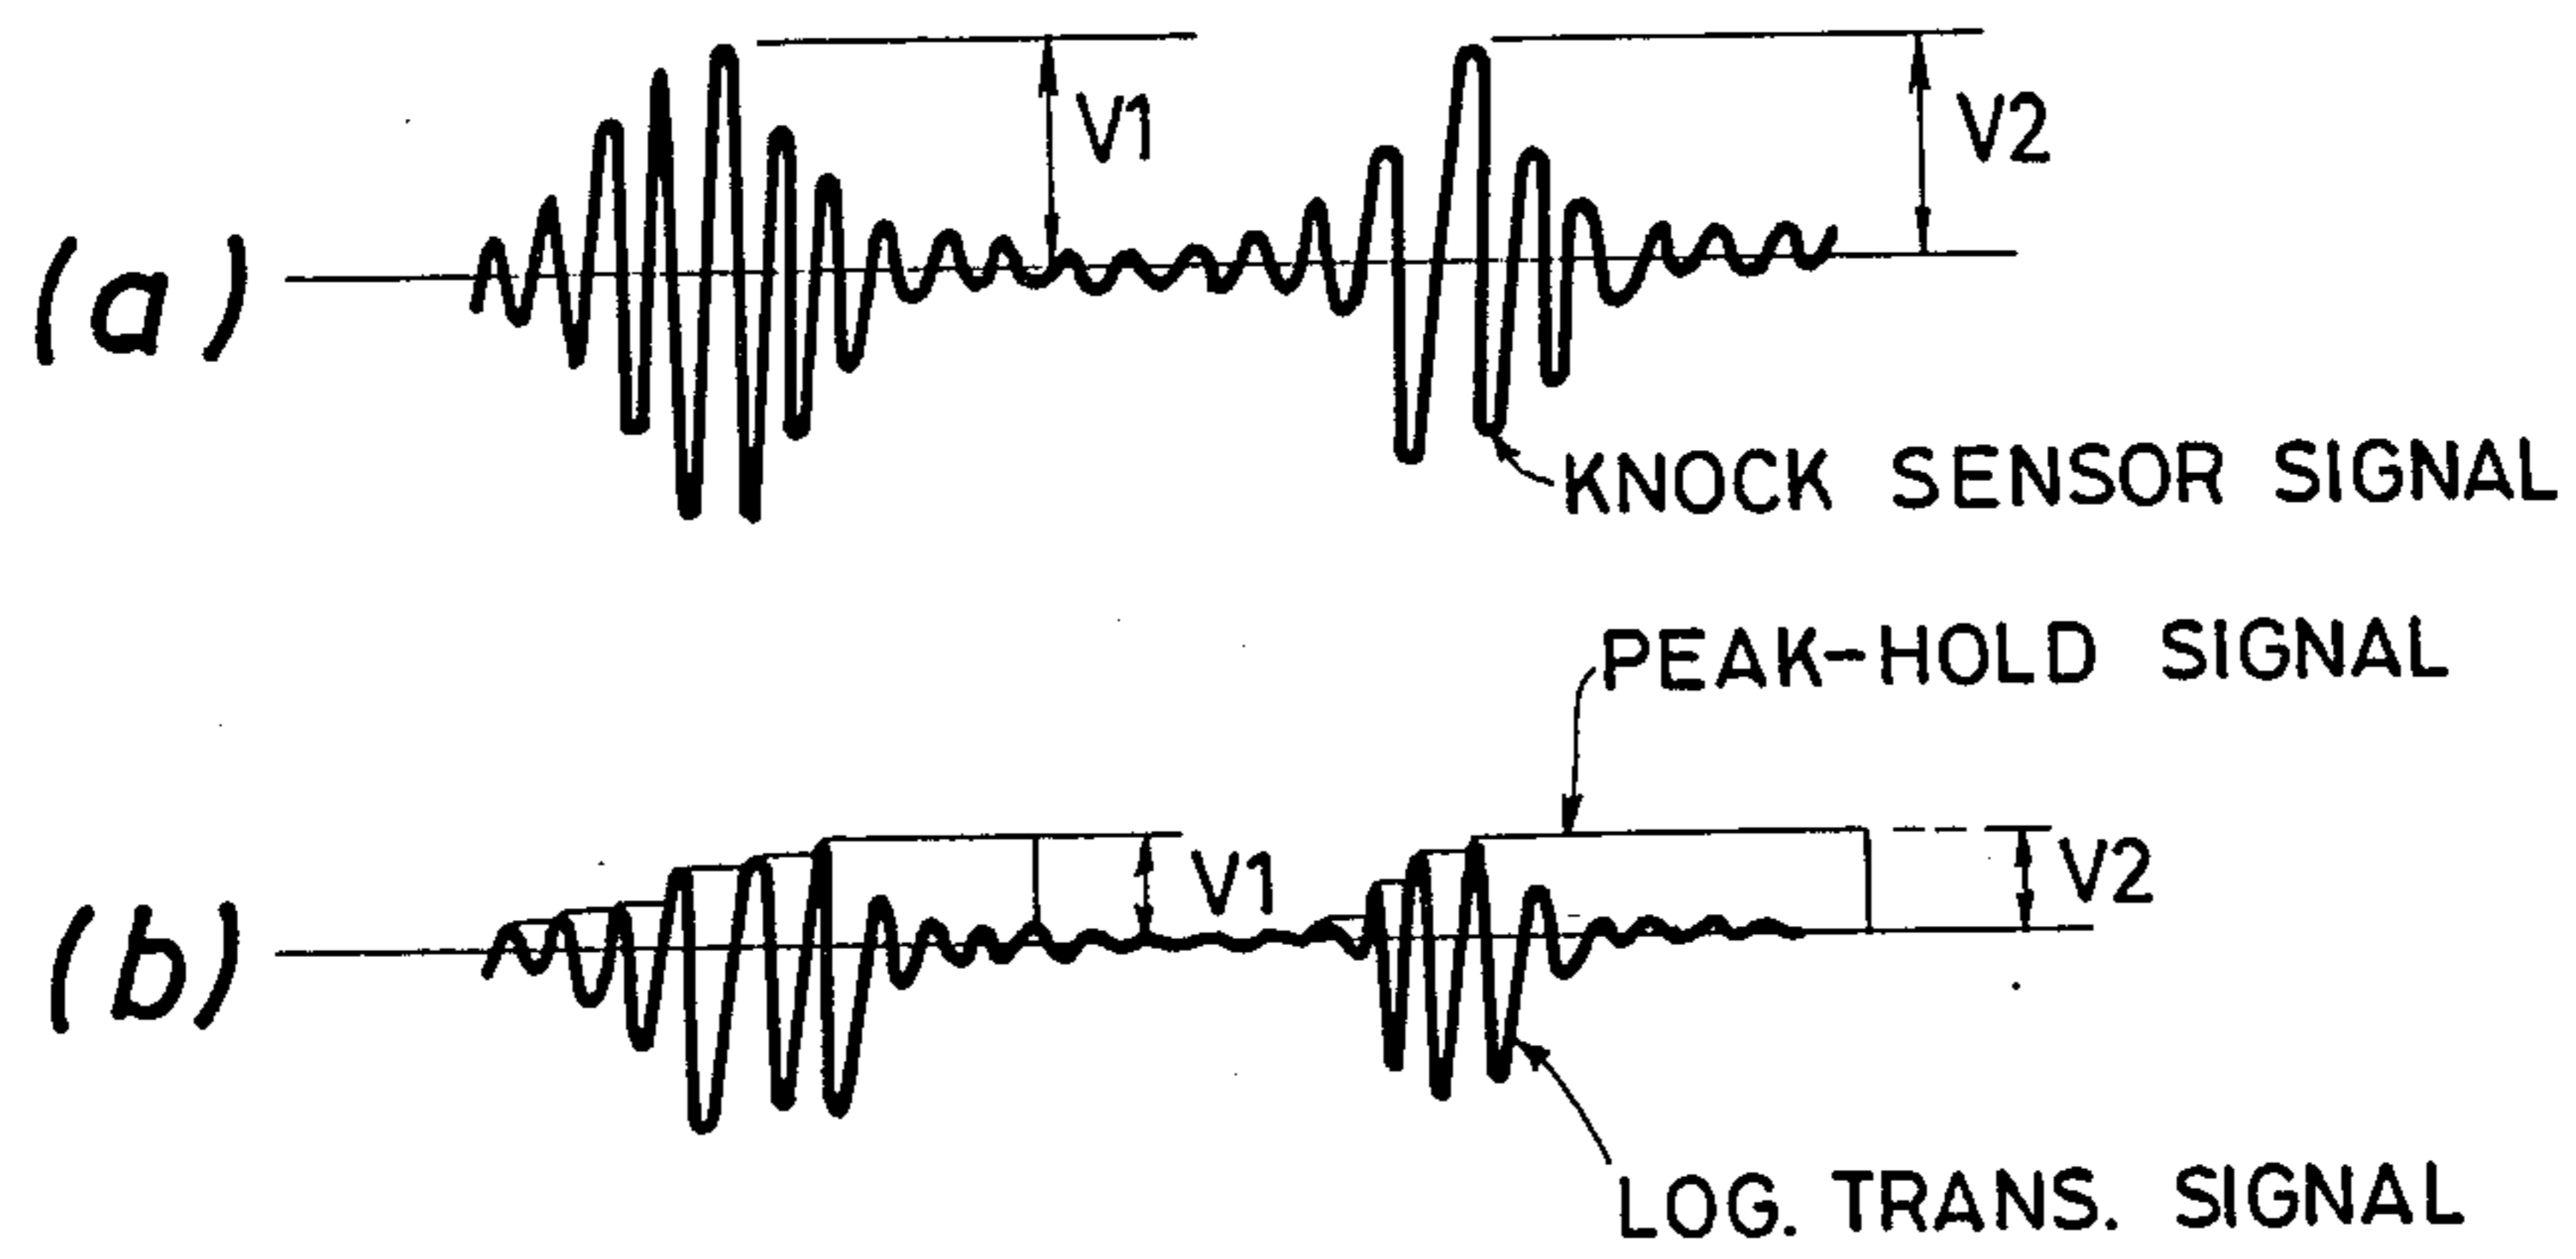 V1
V2
(a)
KNOCK SENSOR SIGNAL
PEAK-HOLD SIGNAL
V1
V2
(b)
LOG. TRANS. SIGNAL